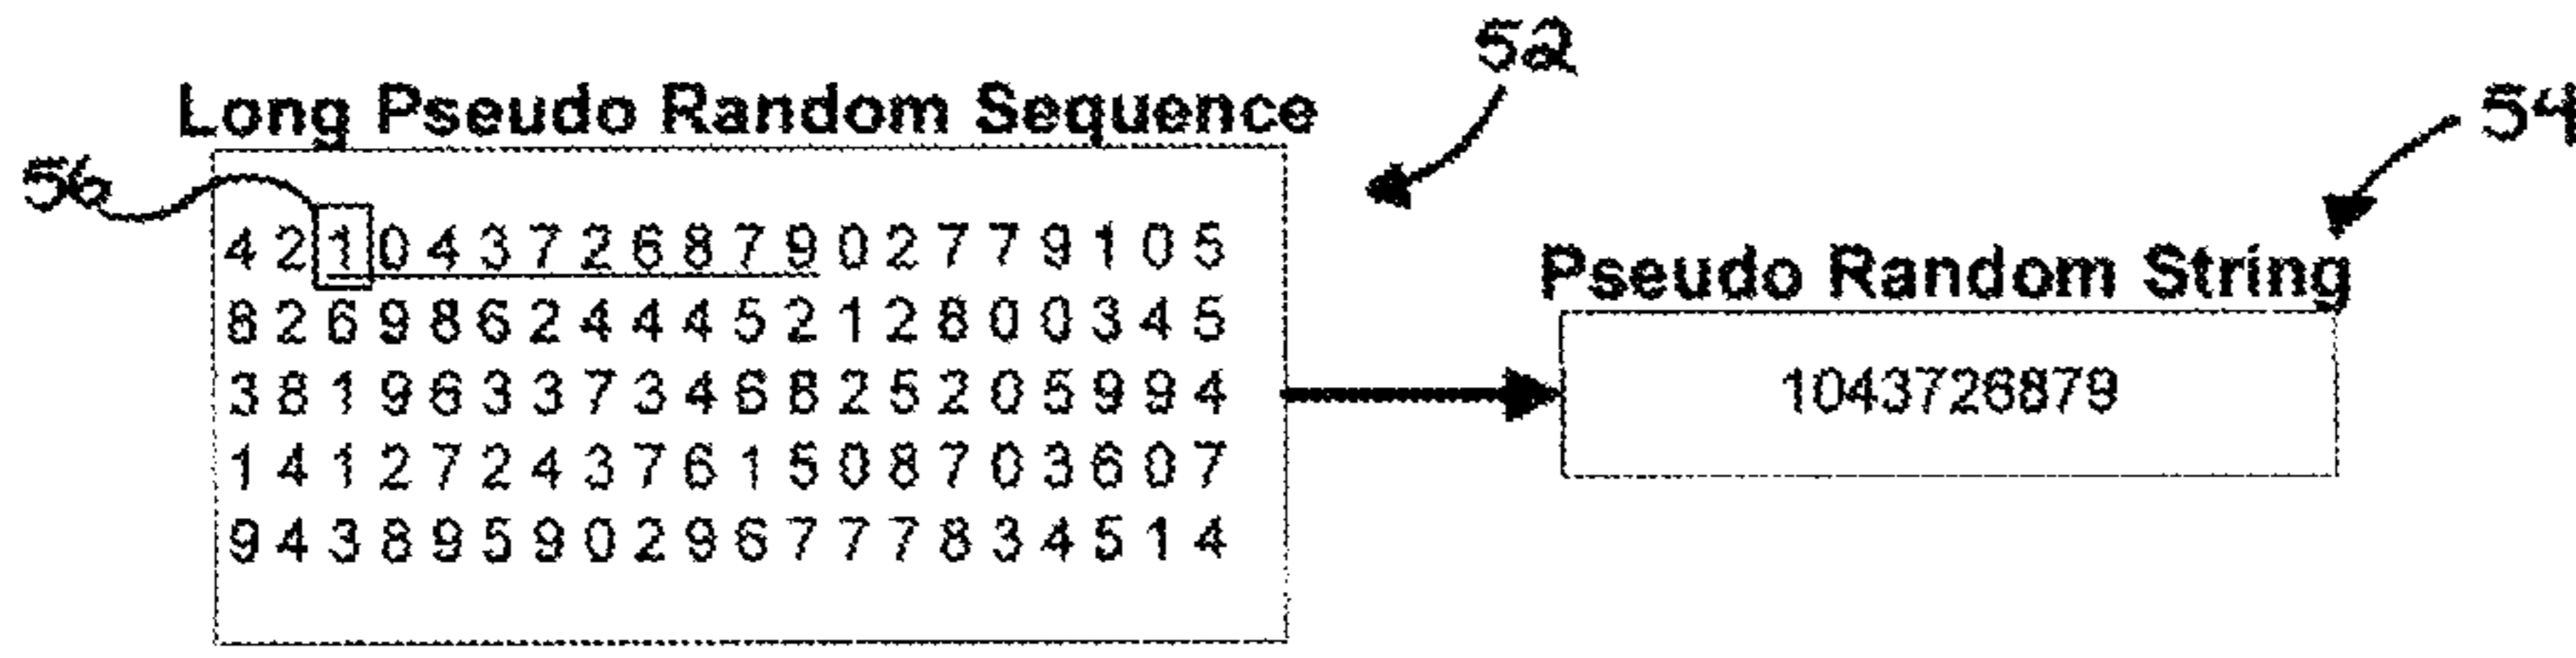 52
54
Long Pseudo Random Sequence
56
4 2 1 0 4 3 7 2 6 8 7 9 0 2 7 7 9 1 0 5
8 2 6 9 8 6 2 4 4 4 5 2 1 2 8 0 0 3 4 5
3 8 1 9 6 3 3 7 3 4 6 8 2 5 2 0 5 9 9 4
1 4 1 2 7 2 4 3 7 6 1 5 0 8 7 0 3 6 0 7
9 4 3 8 9 5 9 0 2 9 6 7 7 7 8 3 4 5 1 4
Pseudo Random String
1043726879